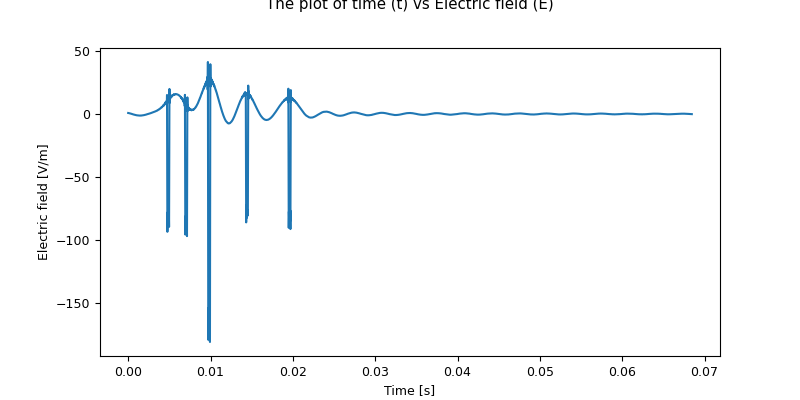 The plot of time (t) vs Electric field (E)
50
0
−50
−100
−150
Electric field [V/m]
0.00 0.01 0.02 0.03 0.04 0.05 0.06 0.07
Time [s]